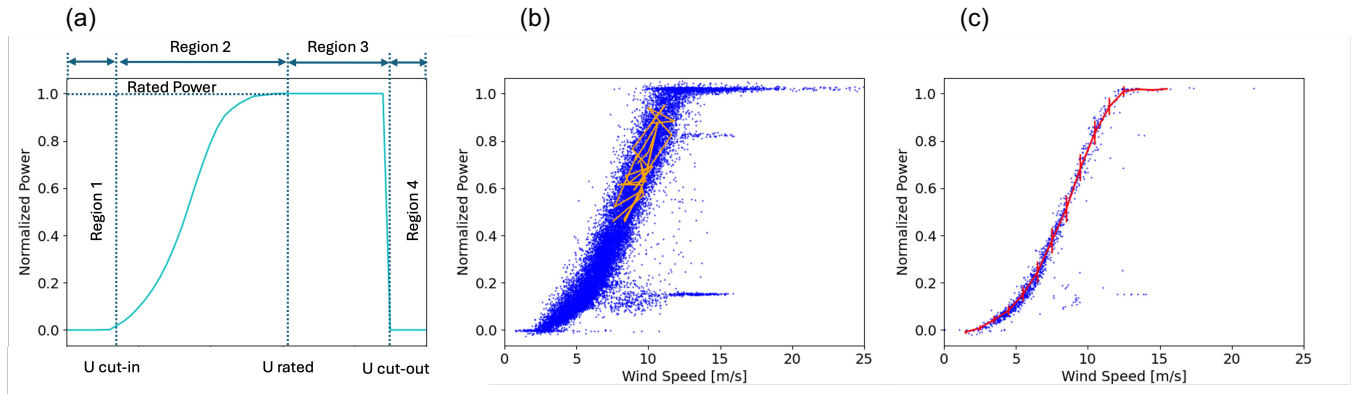 (a)
Region 2
Region 3
Rated Power
1.0
0.8
0.6
0.4
0.2
0.0
Normalized Power
Region 1
Region 4
U cut-in
U rated
U cut-out
(b)
1.0
0.8
0.6
0.4
0.2
0.0
Normalized Power
0 5 10 15 20 25
Wind Speed [m/s]
(c)
1.0
0.8
0.6
0.4
0.2
0.0
Normalized Power
0 5 10 15 20 25
Wind Speed [m/s]